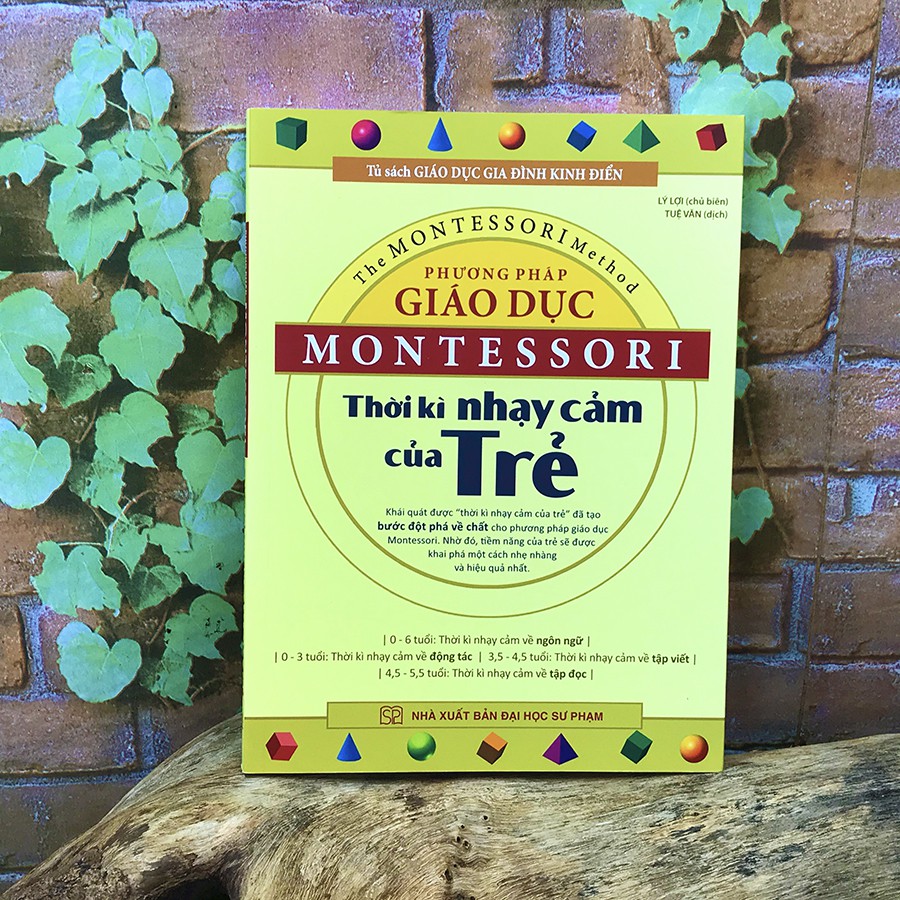 Tủ sách GIÁO DỤC GIA ĐÌNH KINH ĐIỂN
LÝ LỢI (chủ biên)
TUỆ VĂN (dịch)
The MONTESSORI Method
PHƯƠNG PHÁP
GIÁO DỤC
MONTESSORI
Thời kì nhạy cảm
của Trẻ
Khái quát được “thời kì nhạy cảm của trẻ” đã tạo
bước đột phá về chất cho phương pháp giáo dục
Montessori. Nhờ đó, tiềm năng của trẻ sẽ được
khai phá một cách nhẹ nhàng
và hiệu quả nhất.
| 0 - 6 tuổi: Thời kì nhạy cảm về ngôn ngữ |
| 0 - 3 tuổi: Thời kì nhạy cảm về động tác | 3,5 - 4,5 tuổi: Thời kì nhạy cảm về tập viết |
| 4,5 - 5,5 tuổi: Thời kì nhạy cảm về tập đọc |
SP NHÀ XUẤT BẢN ĐẠI HỌC SƯ PHẠM